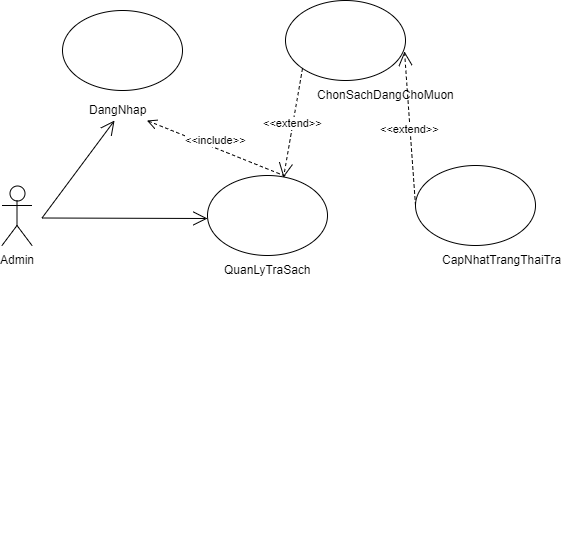 DangNhap
ChonSachDangChoMuon
<<extend>>
<<include>>
<<extend>>
Admin
QuanLyTraSach
CapNhatTrangThaiTra